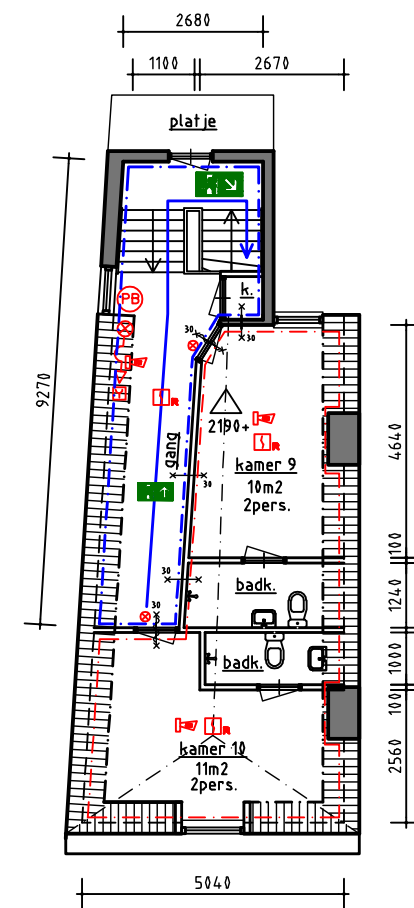 2680
1100
2670
platje
k.
PB
30
30
9270
R
2190+
gang
R
kamer 9
10m2
2pers.
4640
30
100
30
badk.
1240
30
badk.
1000
100
R
kamer 10
11m2
2pers.
2560
5040